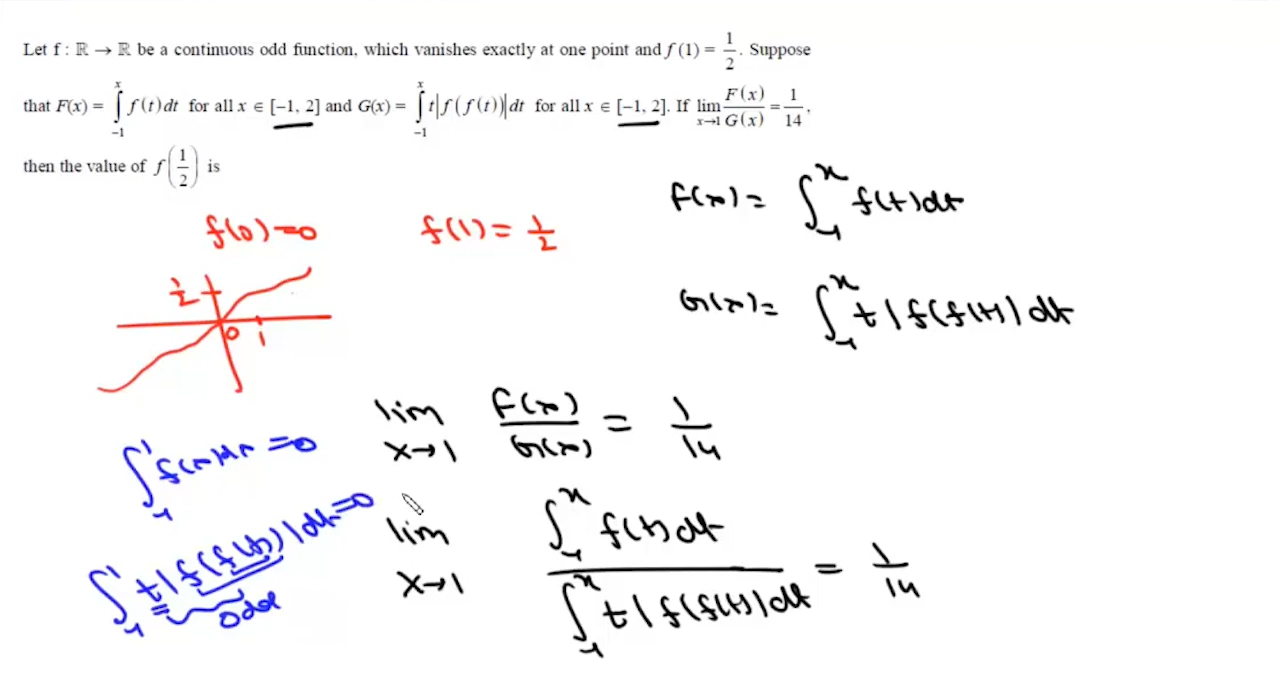 Let f : ℝ → ℝ be a continuous odd function, which vanishes exactly at one point and f (1) = 1/2. Suppose
that F(x) = ∫_{-1}^{x} f(t)dt for all x ∈ [−1, 2] and G(x) = ∫_{-1}^{x} t|f(f(t))|dt for all x ∈ [−1, 2]. If lim_{x→1} F(x)/G(x) = 1/14,
then the value of f(1/2) is
F(x) = ∫_{-1}^{x} f(t)dt
f(0)=0
f(1) = 1/2
1/2
0
1
G(x) = ∫_{-1}^{x} t|f(f(t)|dt
lim_{x→1} F(x)/G(x) = 1/14
∫_{-1}^{1} f(x)dx = 0
∫_{-1}^{1} t|f(f(t))|dt = 0
odd
lim_{x→1} ∫_{-1}^{x} f(t)dt / ∫_{-1}^{x} t|f(f(t)|dt = 1/14